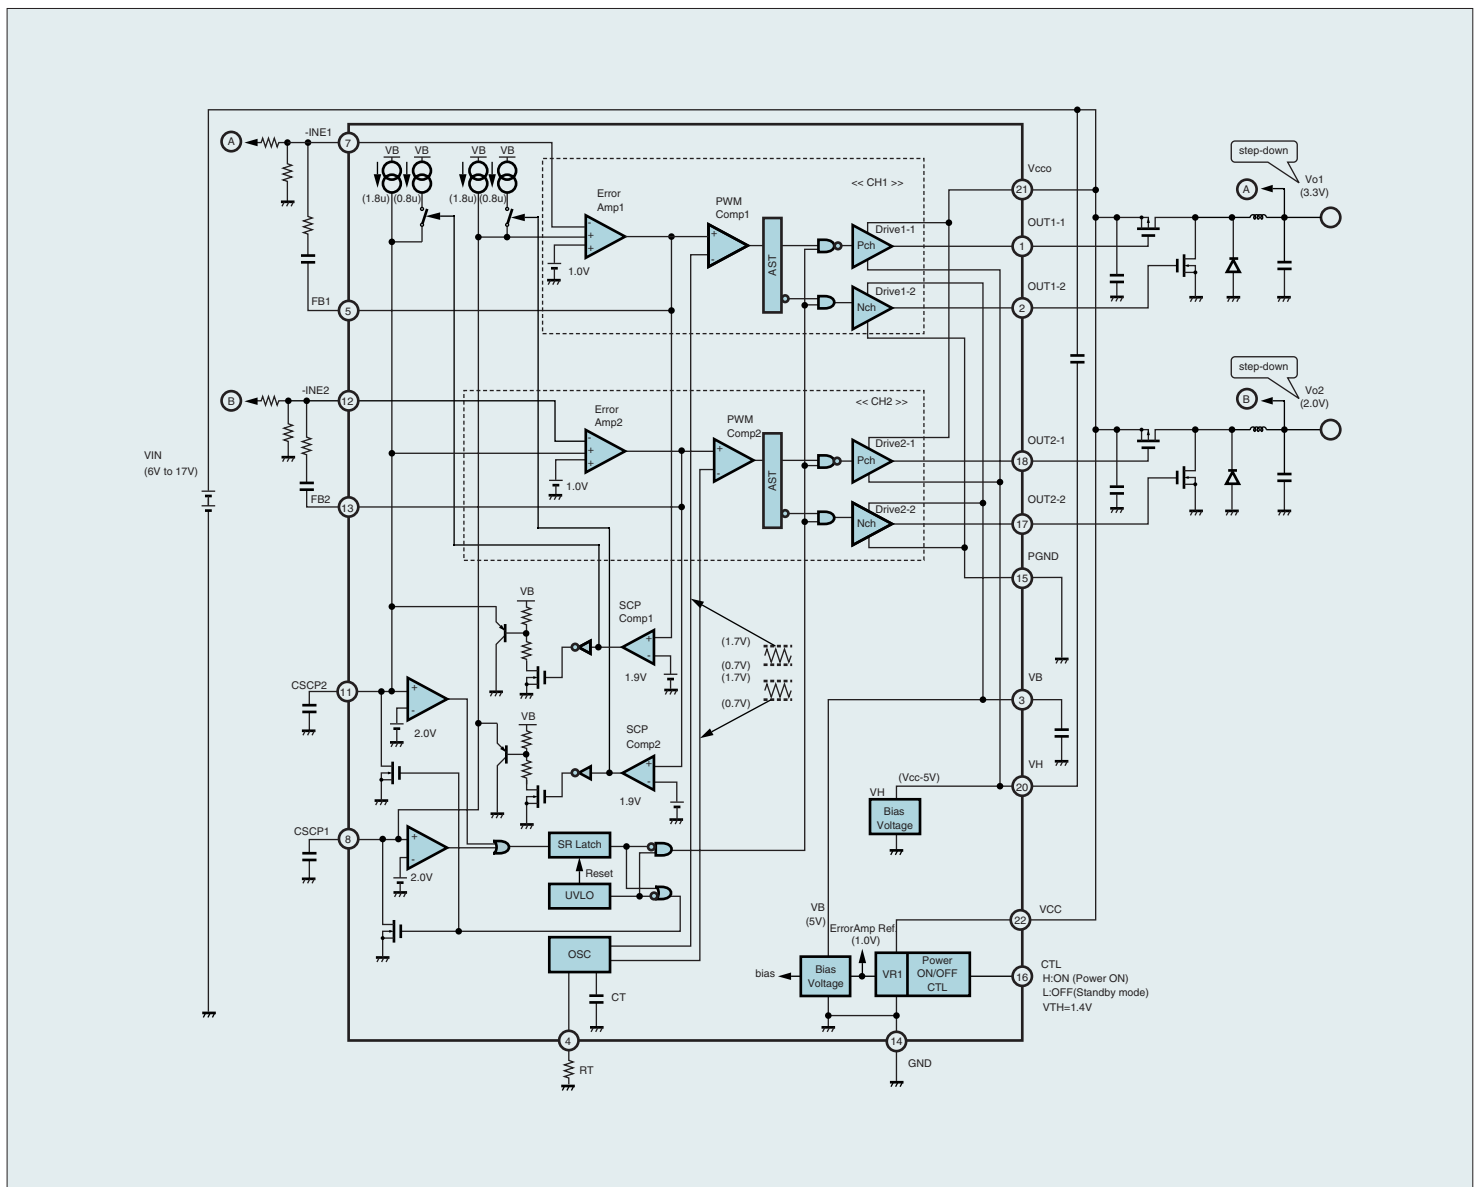 -INE1
A
7
VB
VB
VB
VB
(1.8u)
(0.8u)
(1.8u)
(0.8u)
Error
Amp1
-
+
+
1.0V
PWM
Comp1
+
-
AST
<< CH1 >>
Drive1-1
Pch
Drive1-2
Nch
Vcco
21
OUT1-1
1
OUT1-2
2
step-down
A
Vo1
(3.3V)
FB1
5
-INE2
B
12
Error
Amp2
-
+
+
1.0V
PWM
Comp2
+
-
AST
<< CH2 >>
Drive2-1
Pch
Drive2-2
Nch
OUT2-1
18
OUT2-2
17
step-down
B
Vo2
(2.0V)
VIN
(6V to 17V)
FB2
13
PGND
15
VB
SCP
Comp1
+
-
1.9V
(1.7V)
(0.7V)
(1.7V)
(0.7V)
CSCP2
11
+
-
2.0V
VB
3
VB
SCP
Comp2
+
-
1.9V
VH
20
(Vcc-5V)
VH
Bias
Voltage
CSCP1
8
+
-
2.0V
SR Latch
Reset
UVLO
OSC
CT
VB
(5V)
ErrorAmp Ref.
(1.0V)
VCC
22
bias
Bias
Voltage
VR1
Power
ON/OFF
CTL
16
CTL
H:ON (Power ON)
L:OFF(Standby mode)
VTH=1.4V
4
RT
14
GND